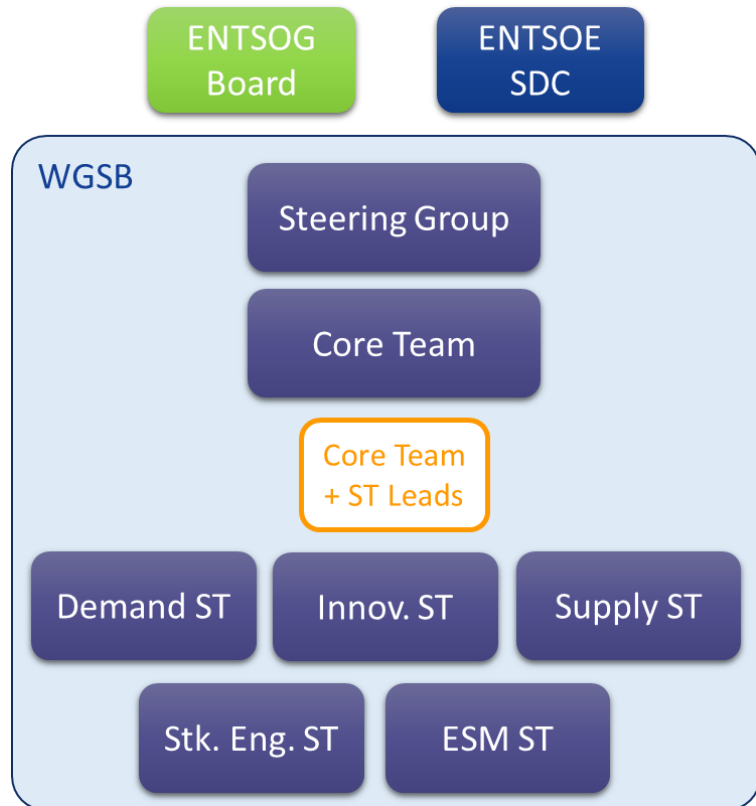 ENTSOG
Board
ENTSOE
SDC
WGSB
Steering Group
Core Team
Core Team
+ ST Leads
Demand ST
Innov. ST
Supply ST
Stk. Eng. ST
ESM ST